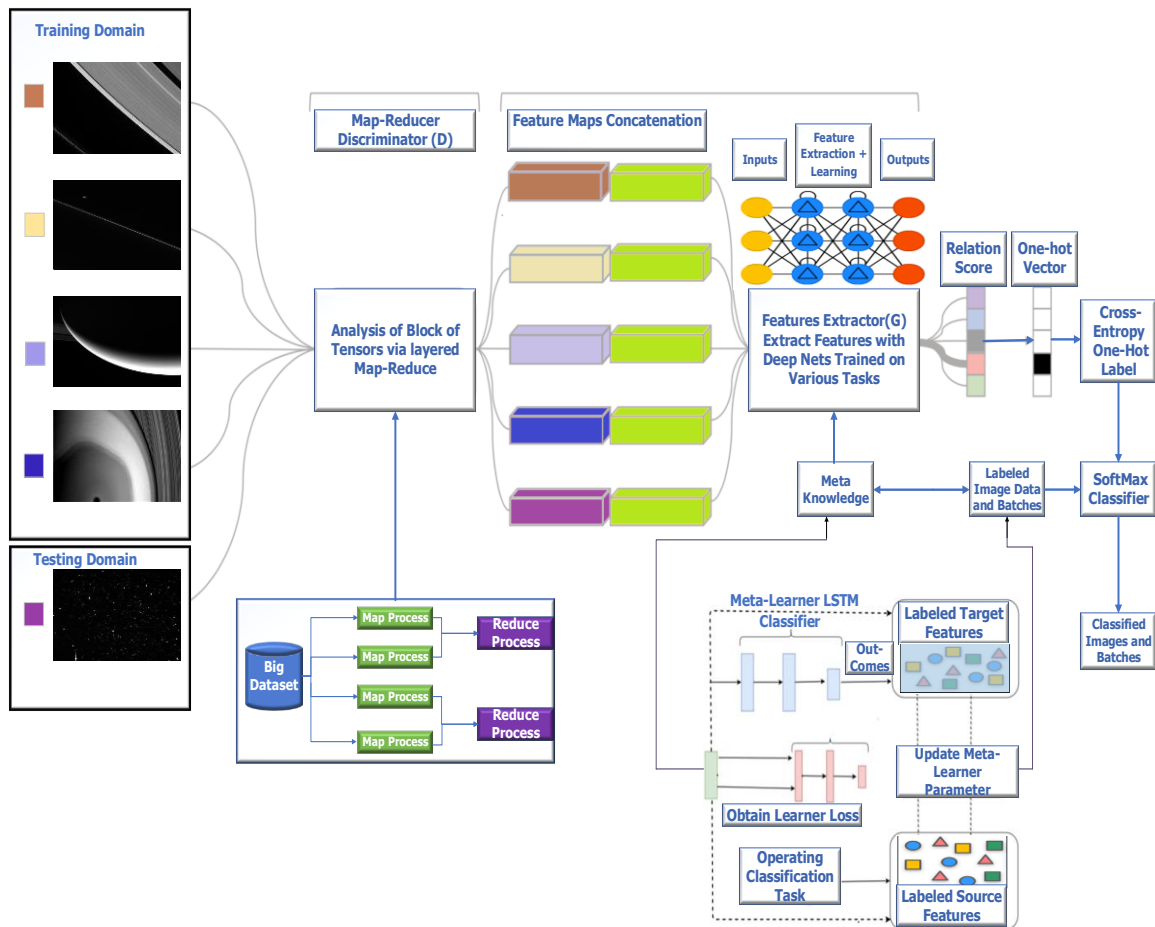 Training Domain
Testing Domain
Map-Reducer
Discriminator (D)
Analysis of Block of
Tensors via layered
Map-Reduce
Big
Dataset
Map Process
Map Process
Map Process
Map Process
Reduce
Process
Reduce
Process
Feature Maps Concatenation
Inputs
Feature
Extraction +
Learning
Outputs
Features Extractor(G)
Extract Features with
Deep Nets Trained on
Various Tasks
Relation
Score
One-hot
Vector
Cross-
Entropy
One-Hot
Label
Meta
Knowledge
Labeled
Image Data
and Batches
SoftMax
Classifier
Classified
Images and
Batches
Meta-Learner LSTM
Classifier
Out-
Comes
Labeled Target
Features
Update Meta-
Learner
Parameter
Obtain Learner Loss
Operating
Classification
Task
Labeled Source
Features